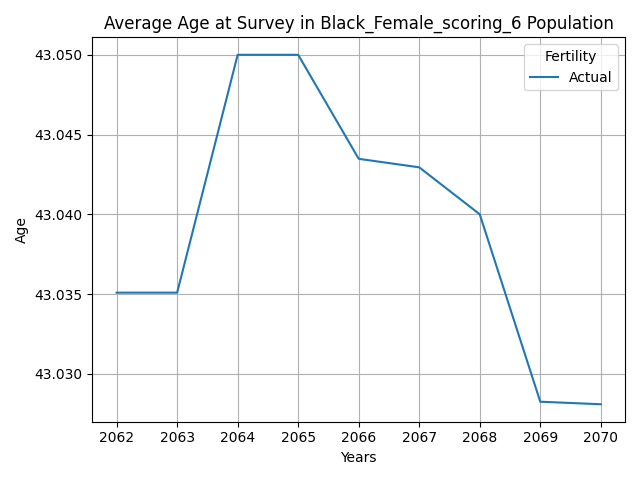 Average Age at Survey in Black_Female_scoring_6 Population
Fertility
Actual
43.050
43.045
43.040
43.035
43.030
Age
2062 2063 2064 2065 2066 2067 2068 2069 2070
Years